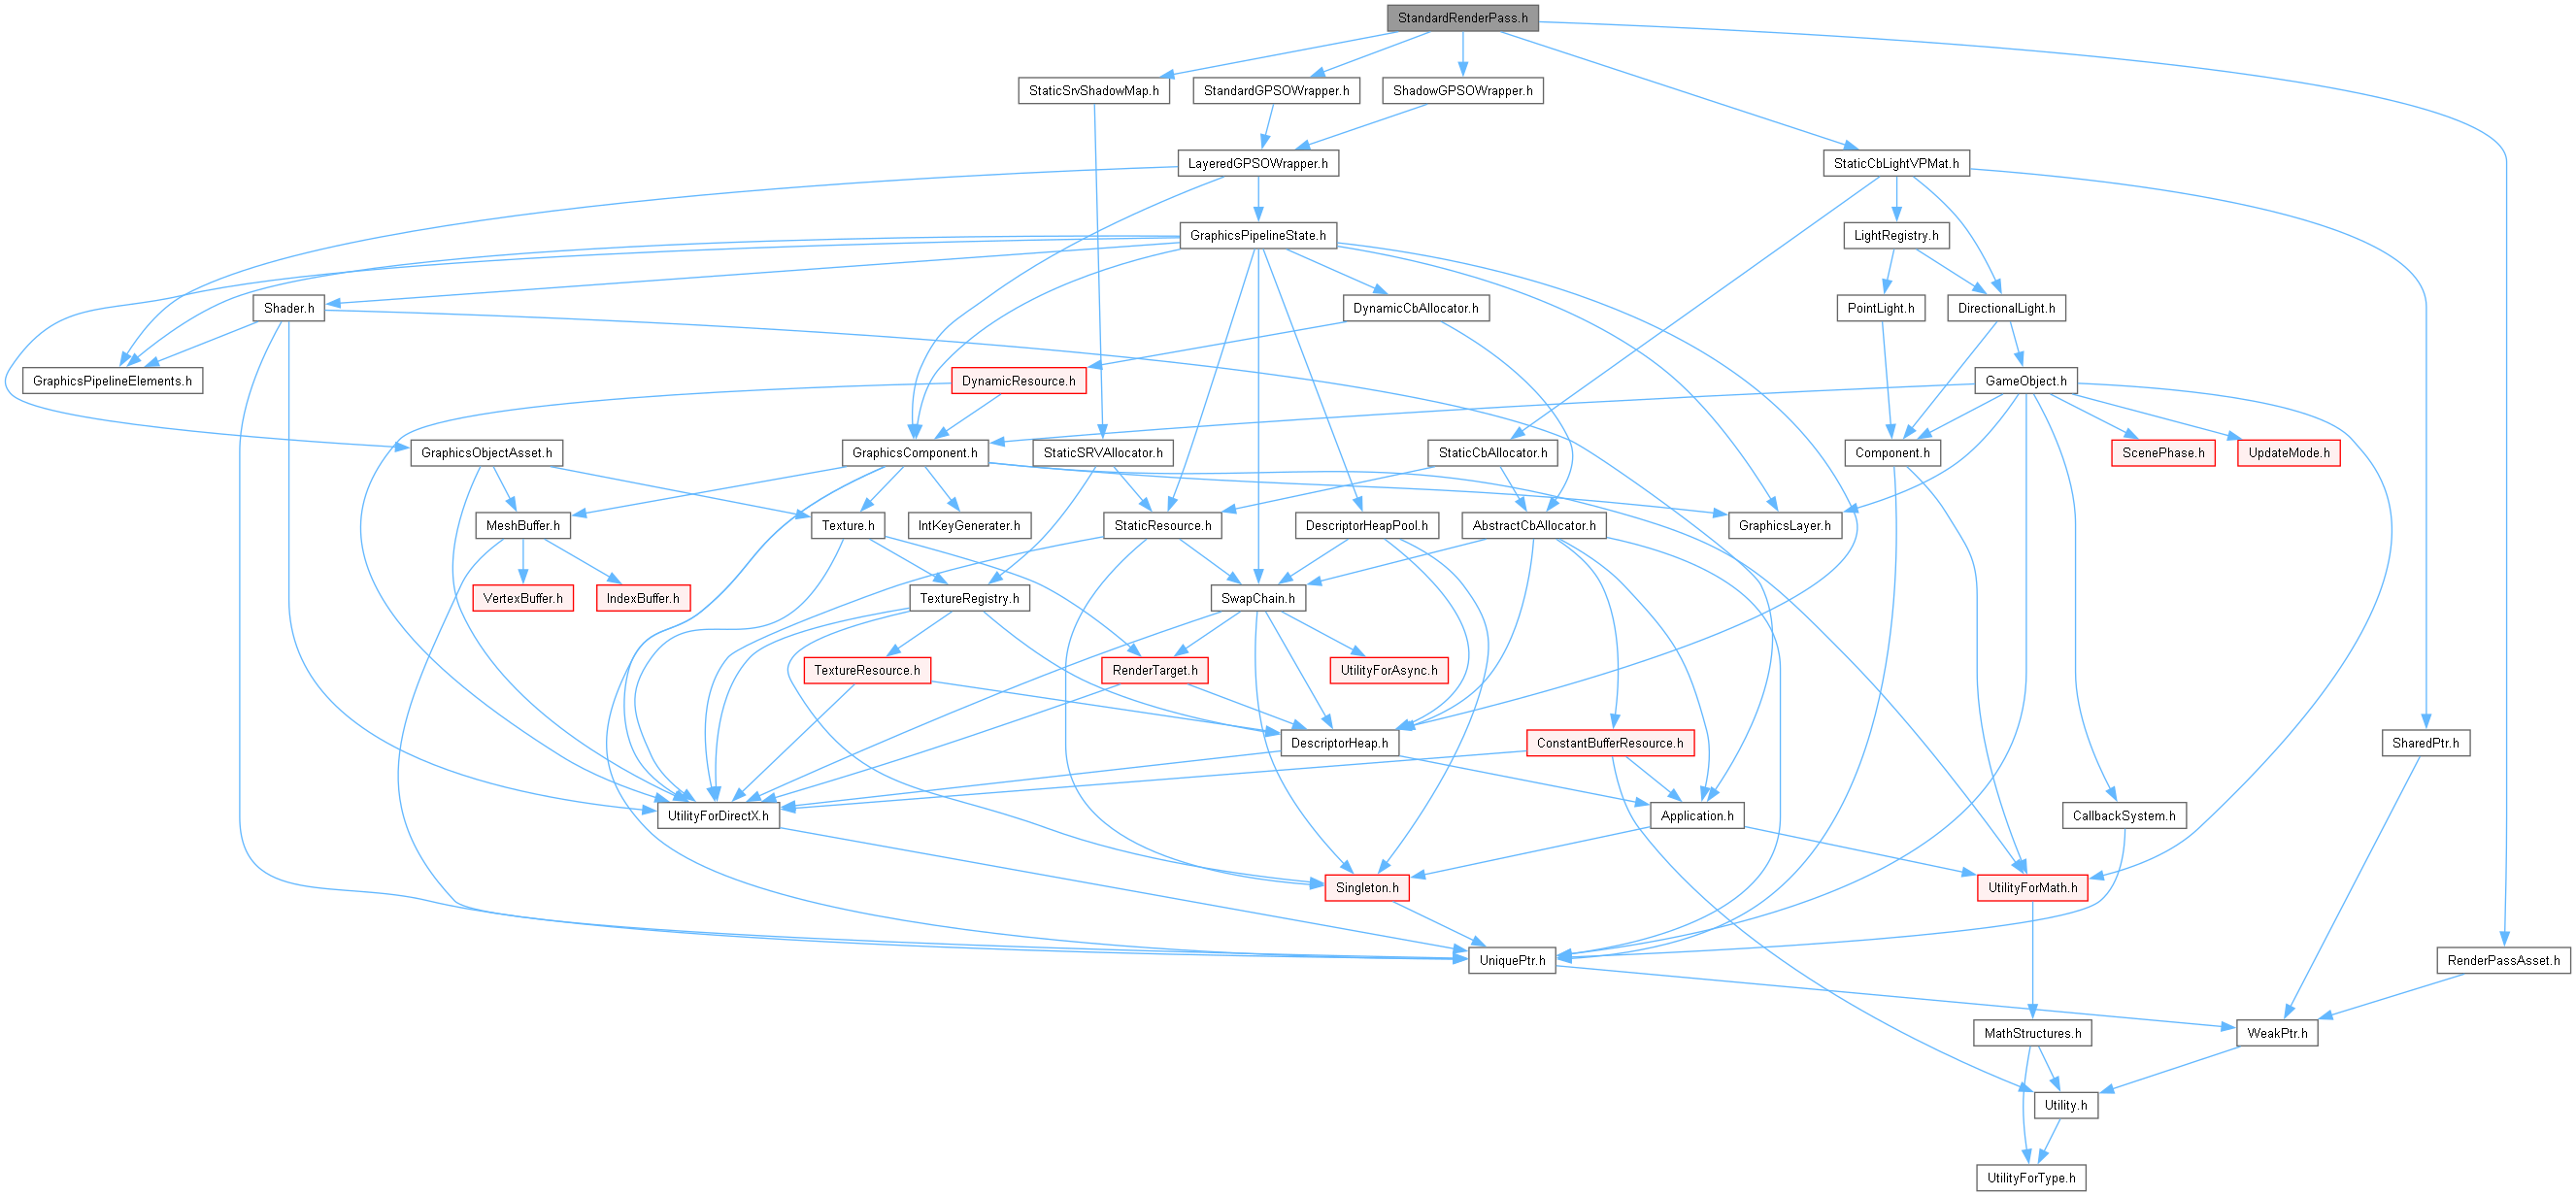 StandardRenderPass.h
StaticSrvShadowMap.h
StandardGPSOWrapper.h
ShadowGPSOWrapper.h
LayeredGPSOWrapper.h
StaticCbLightVPMat.h
GraphicsPipelineState.h
LightRegistry.h
Shader.h
DynamicCbAllocator.h
PointLight.h
DirectionalLight.h
GraphicsPipelineElements.h
DynamicResource.h
GameObject.h
GraphicsObjectAsset.h
GraphicsComponent.h
StaticSRVAllocator.h
StaticCbAllocator.h
Component.h
ScenePhase.h
UpdateMode.h
MeshBuffer.h
Texture.h
IntKeyGenerater.h
StaticResource.h
DescriptorHeapPool.h
AbstractCbAllocator.h
GraphicsLayer.h
VertexBuffer.h
IndexBuffer.h
TextureRegistry.h
SwapChain.h
TextureResource.h
RenderTarget.h
UtilityForAsync.h
DescriptorHeap.h
ConstantBufferResource.h
SharedPtr.h
UtilityForDirectX.h
Application.h
CallbackSystem.h
Singleton.h
UtilityForMath.h
UniquePtr.h
RenderPassAsset.h
MathStructures.h
WeakPtr.h
Utility.h
UtilityForType.h